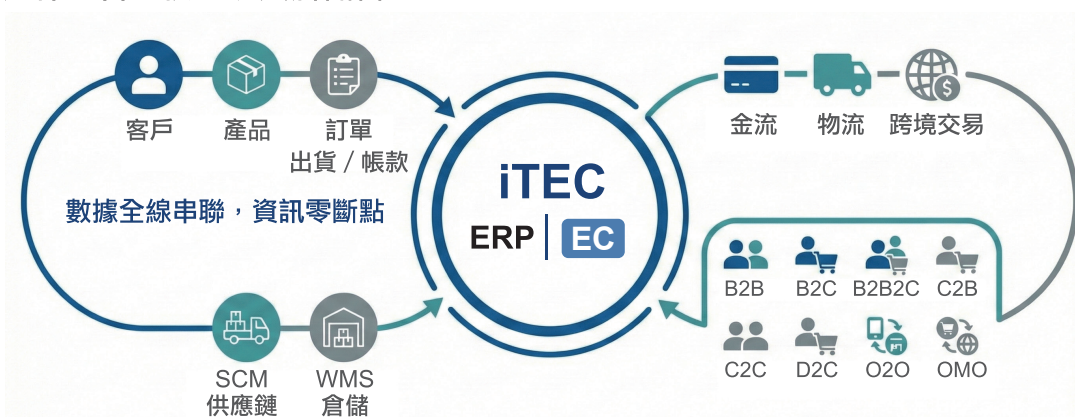 客戶
產品
訂單
出貨 / 帳款
數據全線串聯，資訊零斷點
SCM
供應鏈
WMS
倉儲
iTEC
ERP | EC
金流
物流
跨境交易
B2B
B2C
B2B2C
C2B
C2C
D2C
O2O
OMO